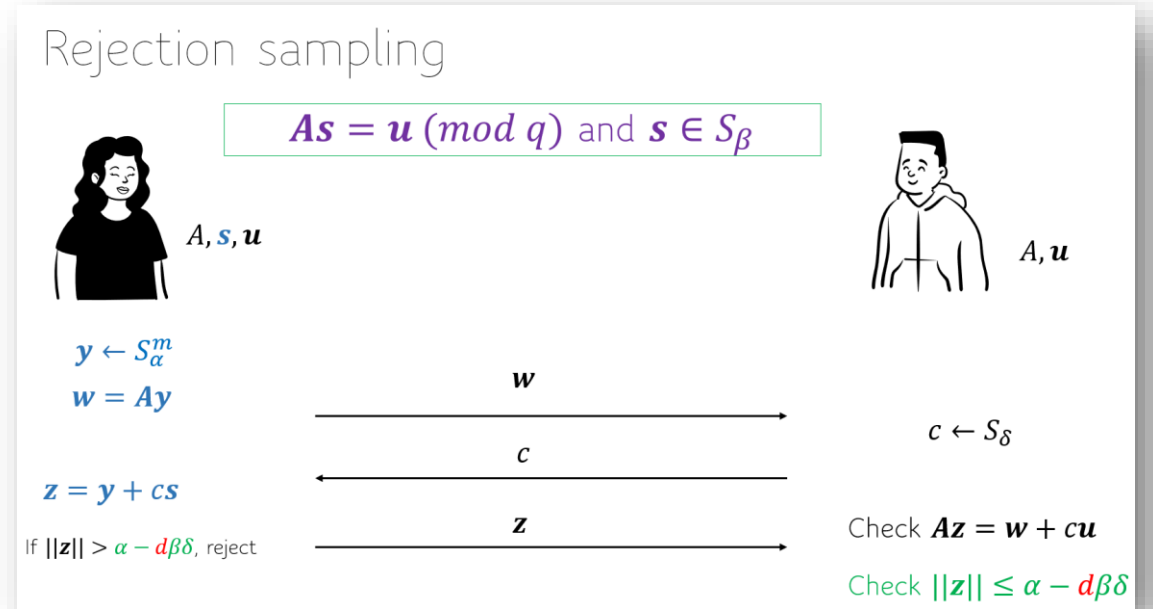 Rejection sampling
As = u (mod q) and s ∈ S_β
A, s, u
A, u
y ← S_α^m
w = Ay
w
c ← S_δ
c
z = y + cs
z
If ||z|| > α − dβδ, reject
Check Az = w + cu
Check ||z|| ≤ α − dβδ